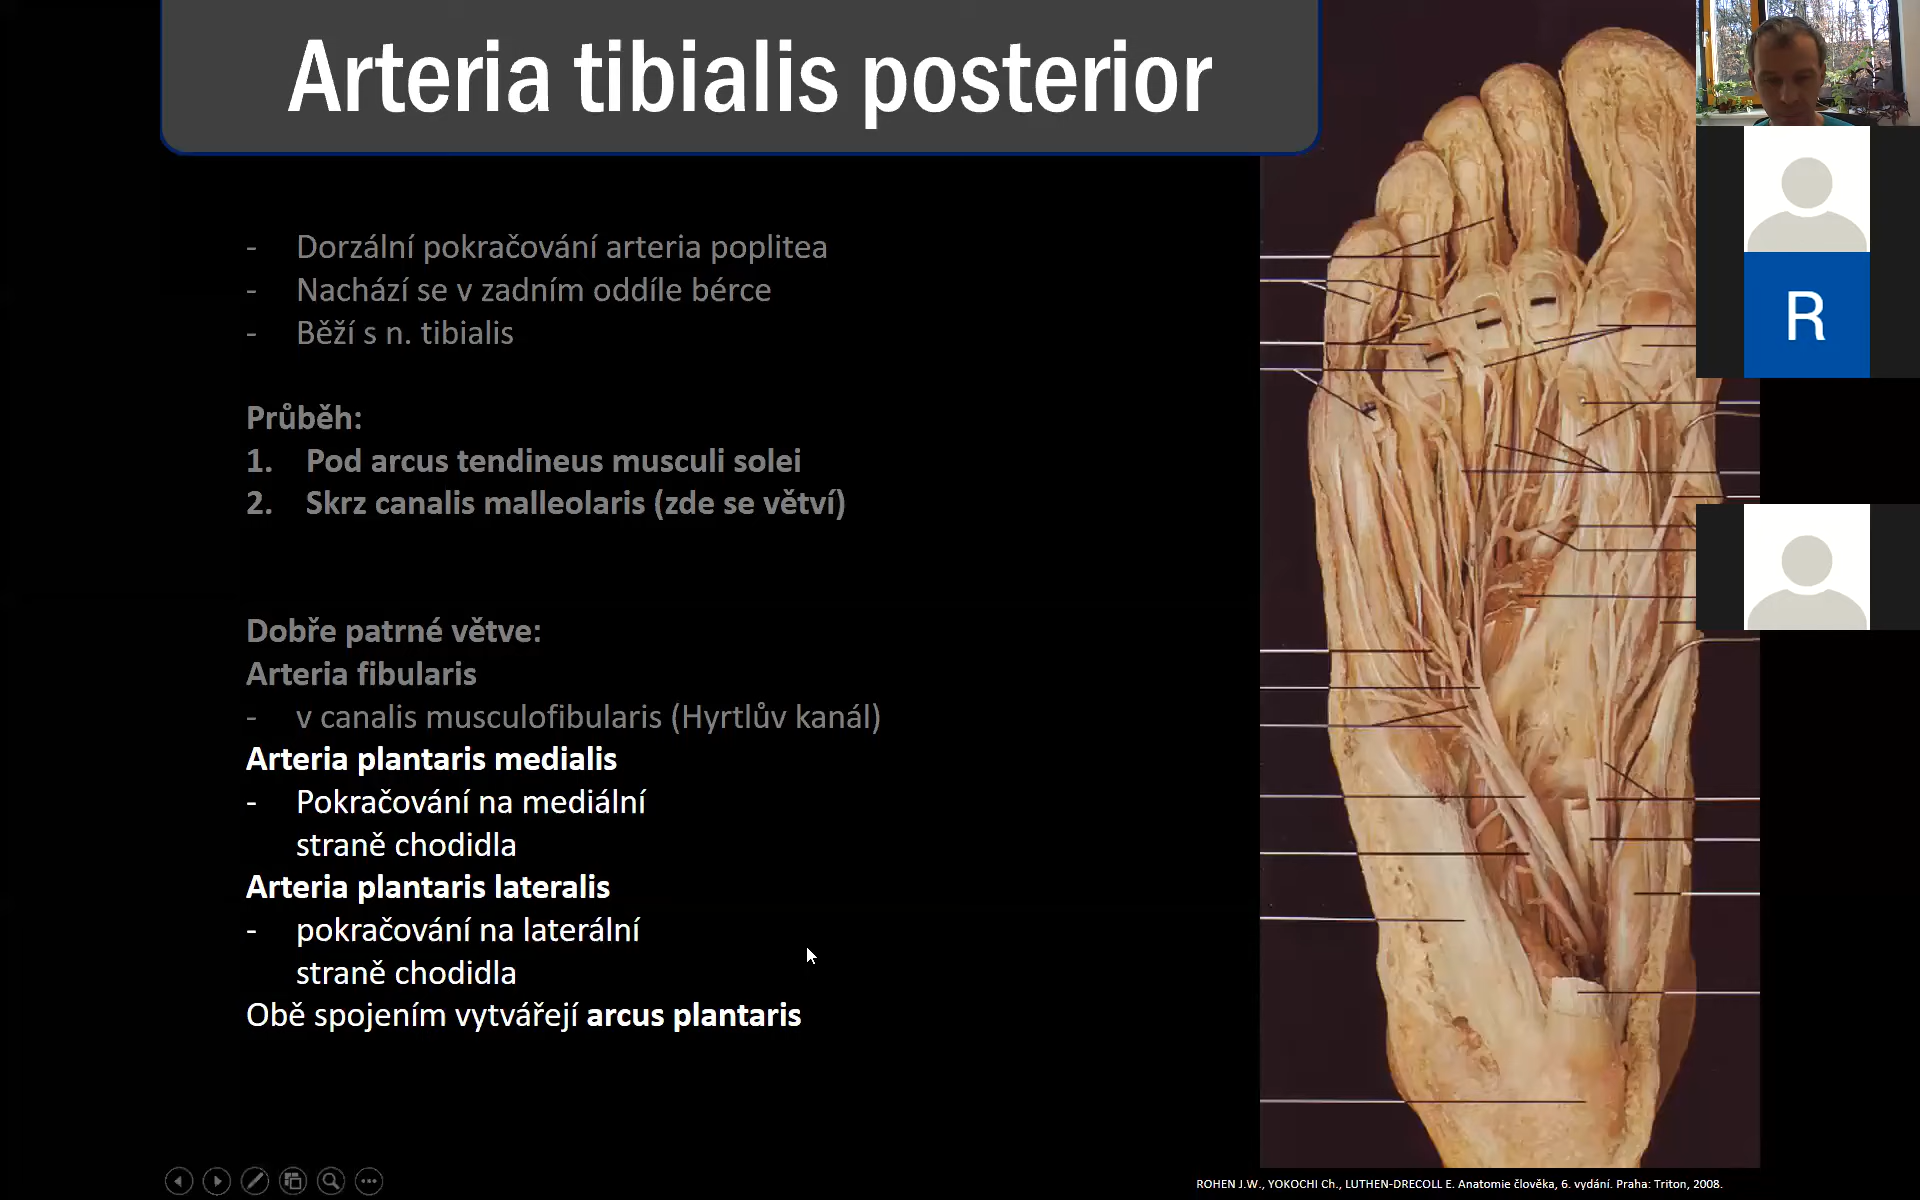 Arteria tibialis posterior
- Dorzální pokračování arteria poplitea
- Nachází se v zadním oddíle bérce
- Běží s n. tibialis
Průběh:
1. Pod arcus tendineus musculi solei
2. Skrz canalis malleolaris (zde se větví)
Dobře patrné větve:
Arteria fibularis
- v canalis musculofibularis (Hyrtlův kanál)
Arteria plantaris medialis
- Pokračování na mediální
straně chodidla
Arteria plantaris lateralis
- pokračování na laterální
straně chodidla
Obě spojením vytvářejí arcus plantaris
R
ROHEN J.W., YOKOCHI Ch., LUTHEN-DRECOLL E. Anatomie člověka, 6. vydání. Praha: Triton, 2008.